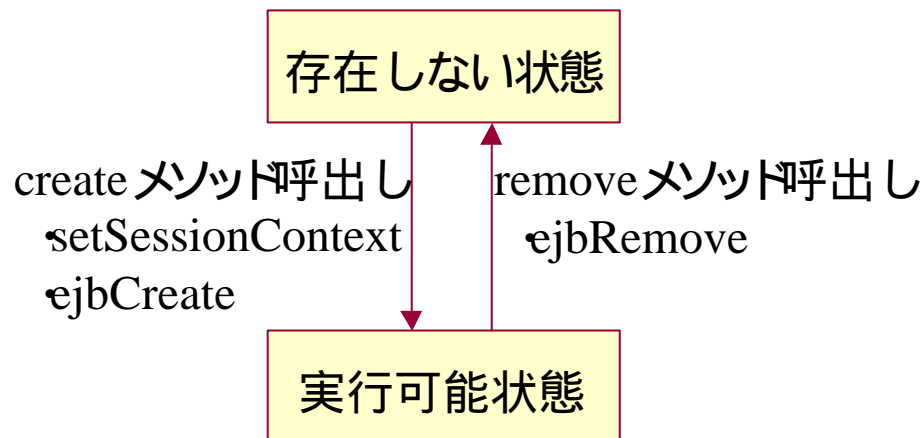 存在しない状態
createメソッド呼出し
・setSessionContext
・ejbCreate
removeメソッド呼出し
・ejbRemove
実行可能状態